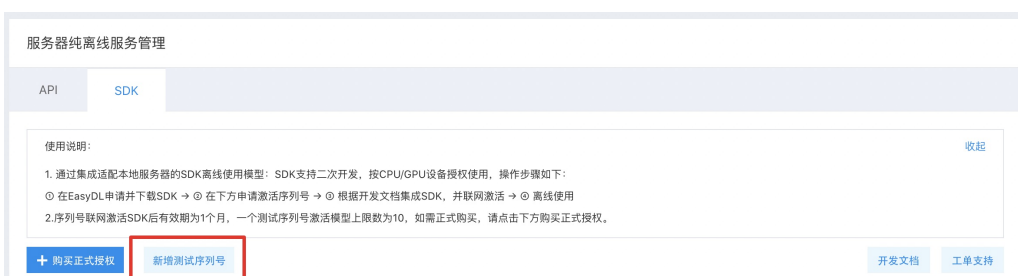 服务器纯离线服务管理
API SDK
使用说明： 收起
1. 通过集成适配本地服务器的SDK离线使用模型：SDK支持二次开发，按CPU/GPU设备授权使用，操作步骤如下：
① 在EasyDL申请并下载SDK → ② 在下方申请激活序列号 → ③ 根据开发文档集成SDK，并联网激活 → ④ 离线使用
2.序列号联网激活SDK后有效期为1个月，一个测试序列号激活模型上限数为10，如需正式购买，请点击下方购买正式授权。
+ 购买正式授权 新增测试序列号 开发文档 工单支持